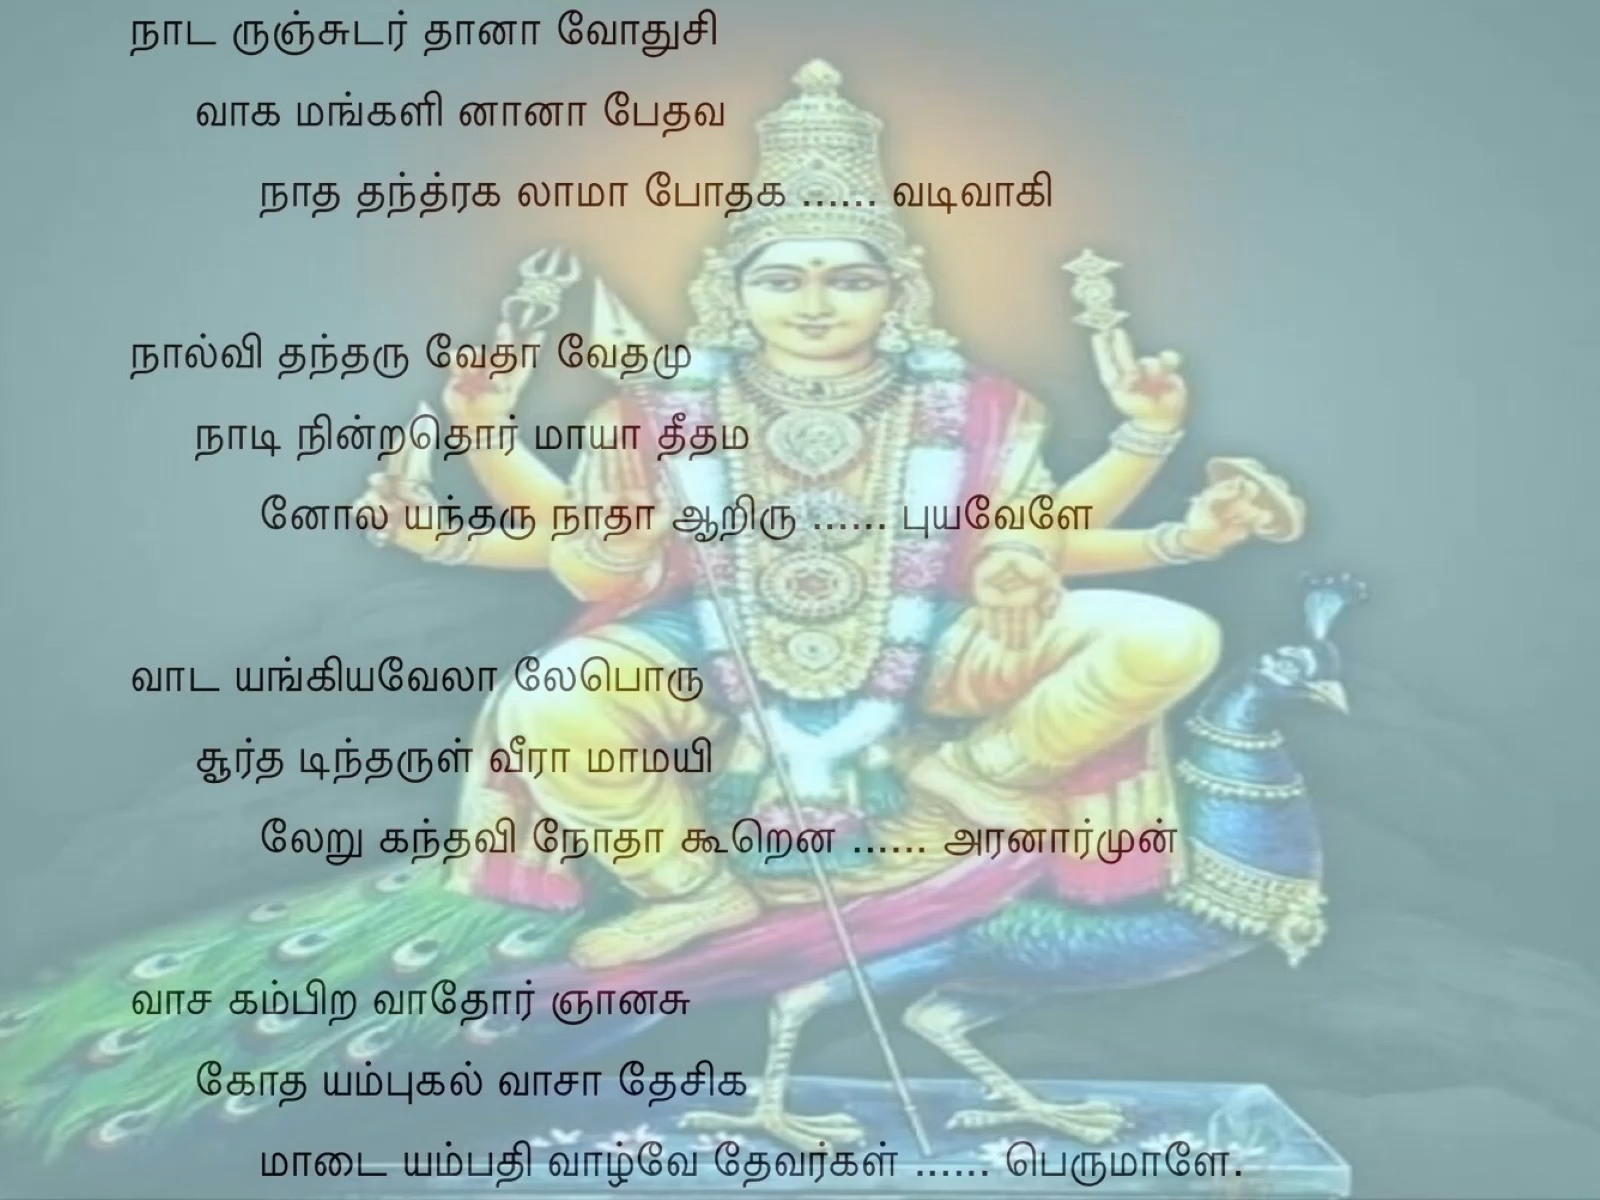 நாட ருஞ்சுடர் தானா வோதுசி
வாக மங்களி னானா பேதவ
நாத தந்த்ரக லாமா போதக ...... வடிவாகி
நால்வி தந்தரு வேதா வேதமு
நாடி நின்றதொர் மாயா தீதம
னோல யந்தரு நாதா ஆறிரு ...... புயவேளே
வாட யங்கியவேலா லேபொரு
சூர்த டிந்தருள் வீரா மாமயி
லேறு கந்தவி நோதா கூறென ...... அரனார்முன்
வாச கம்பிற வாதோர் ஞானசு
கோத யம்புகல் வாசா தேசிக
மாடை யம்பதி வாழ்வே தேவர்கள் ...... பெருமாளே.